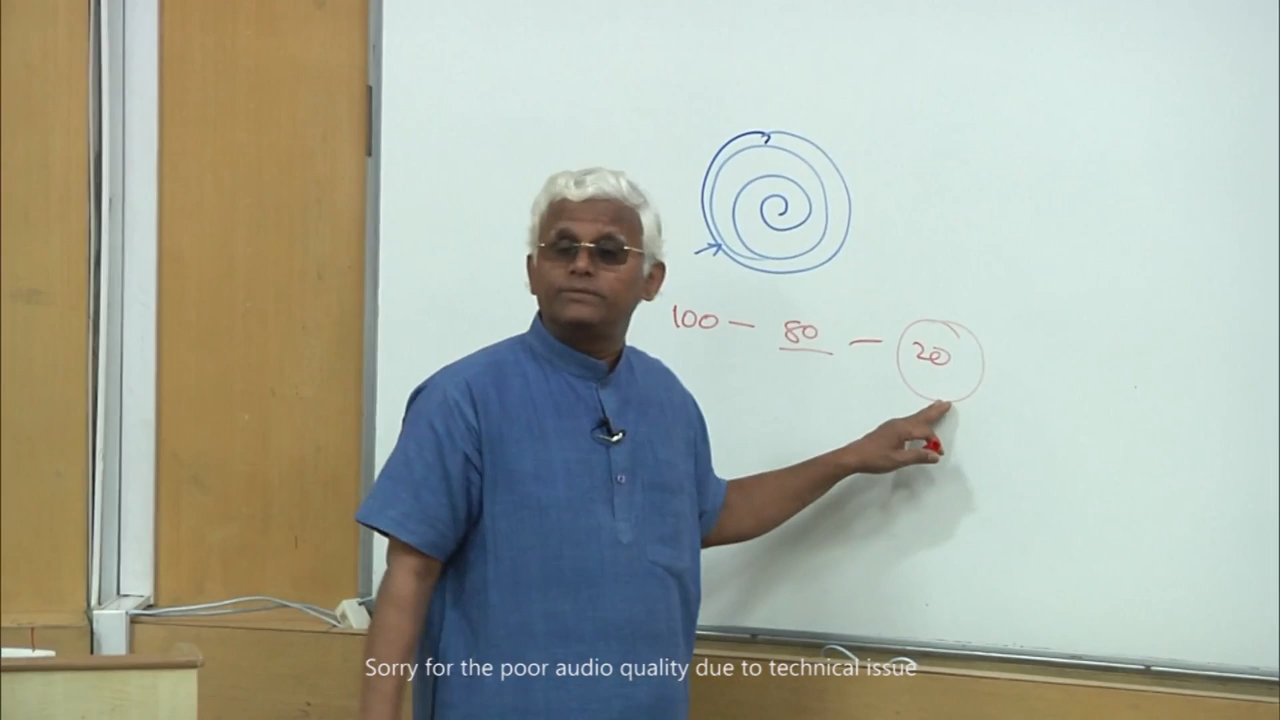 100 — 80 — 20
Sorry for the poor audio quality due to technical issue